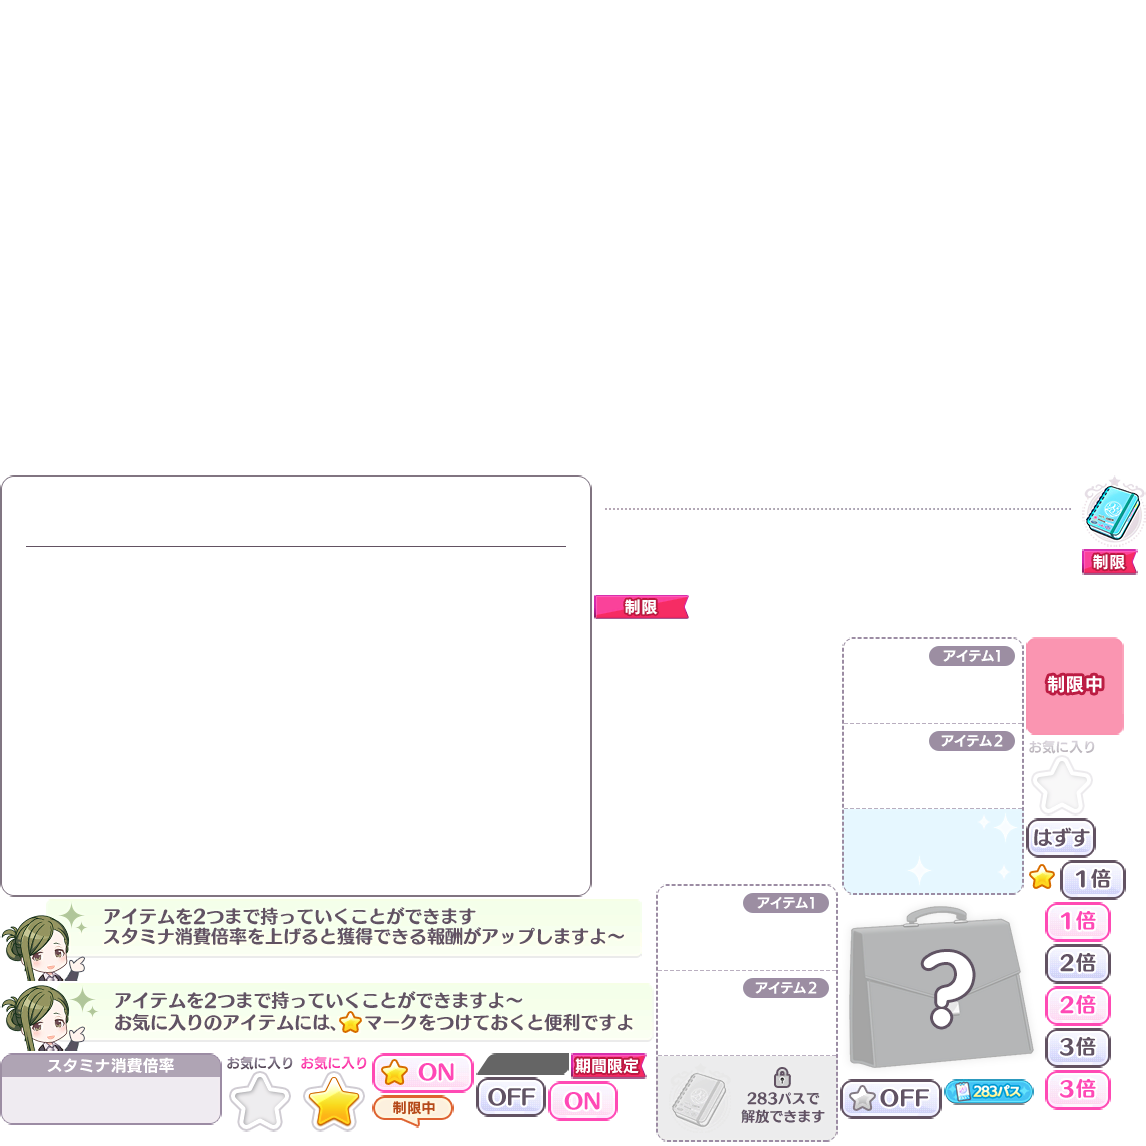 制限
制限
アイテム1
制限中
アイテム2
お気に入り
はずす
1倍
アイテム1
アイテムを2つまで持っていくことができます
スタミナ消費倍率を上げると獲得できる報酬がアップしますよ～
1倍
2倍
アイテム2
アイテムを2つまで持っていくことができますよ～
お気に入りのアイテムには、マークをつけておくと便利ですよ
2倍
3倍
スタミナ消費倍率
お気に入り
お気に入り
ON
期間限定
制限中
OFF
ON
283パスで
解放できます
?
OFF
283パス
3倍